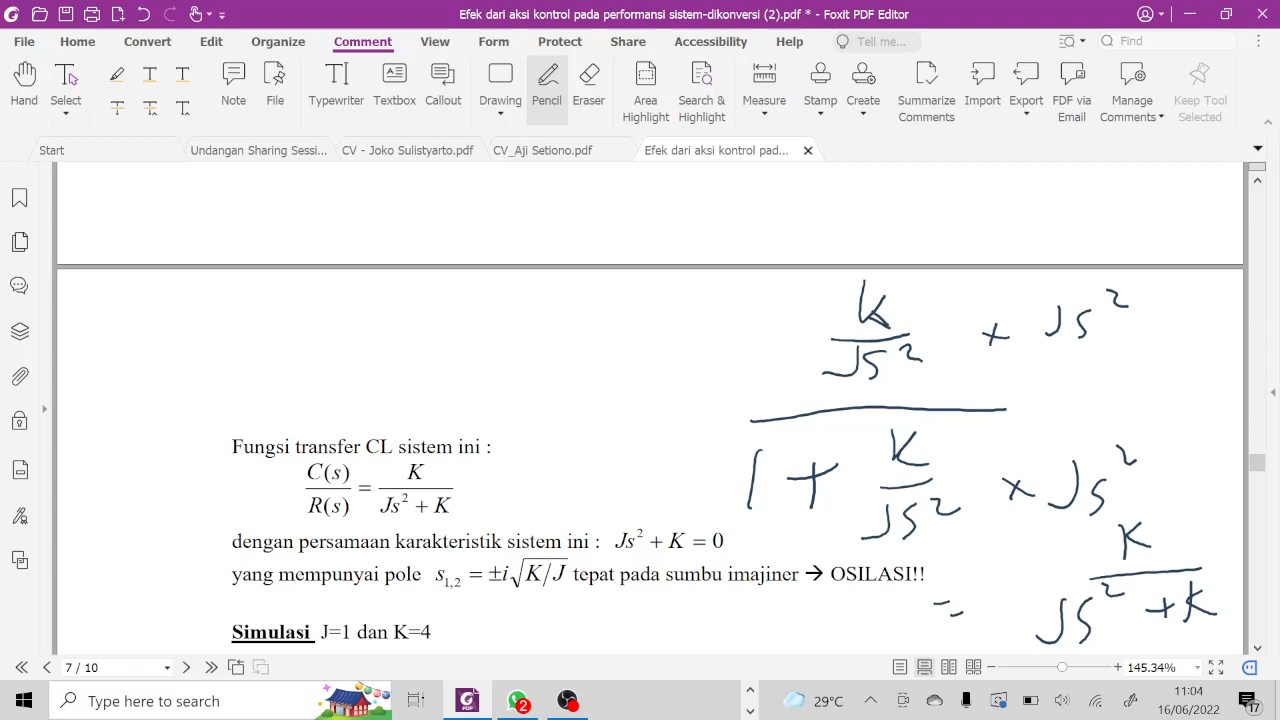 Efek dari aksi kontrol pada performansi sistem-dikonversi (2).pdf * - Foxit PDF Editor
File Home Convert Edit Organize Comment View Form Protect Share Accessibility Help Tell me... Find
Hand Select Note File Typewriter Textbox Callout Drawing Pencil Eraser Area Highlight Search & Highlight Measure Stamp Create Summarize Comments Import Export FDF via Email Manage Comments Keep Tool Selected
Start Undangan Sharing Sessi... CV - Joko Sulistyarto.pdf CV_Aji Setiono.pdf Efek dari aksi kontrol pad...
K
Js² × Js²
1 + K
Js² × Js²
= K
Js² + K
Fungsi transfer CL sistem ini :
C(s)/R(s) = K/(Js² + K)
dengan persamaan karakteristik sistem ini : Js² + K = 0
yang mempunyai pole s1,2 = ±i√K/J tepat pada sumbu imajiner → OSILASI!!
Simulasi J=1 dan K=4
7 / 10 145.34%
Type here to search 2 29°C 11:04
16/06/2022 17